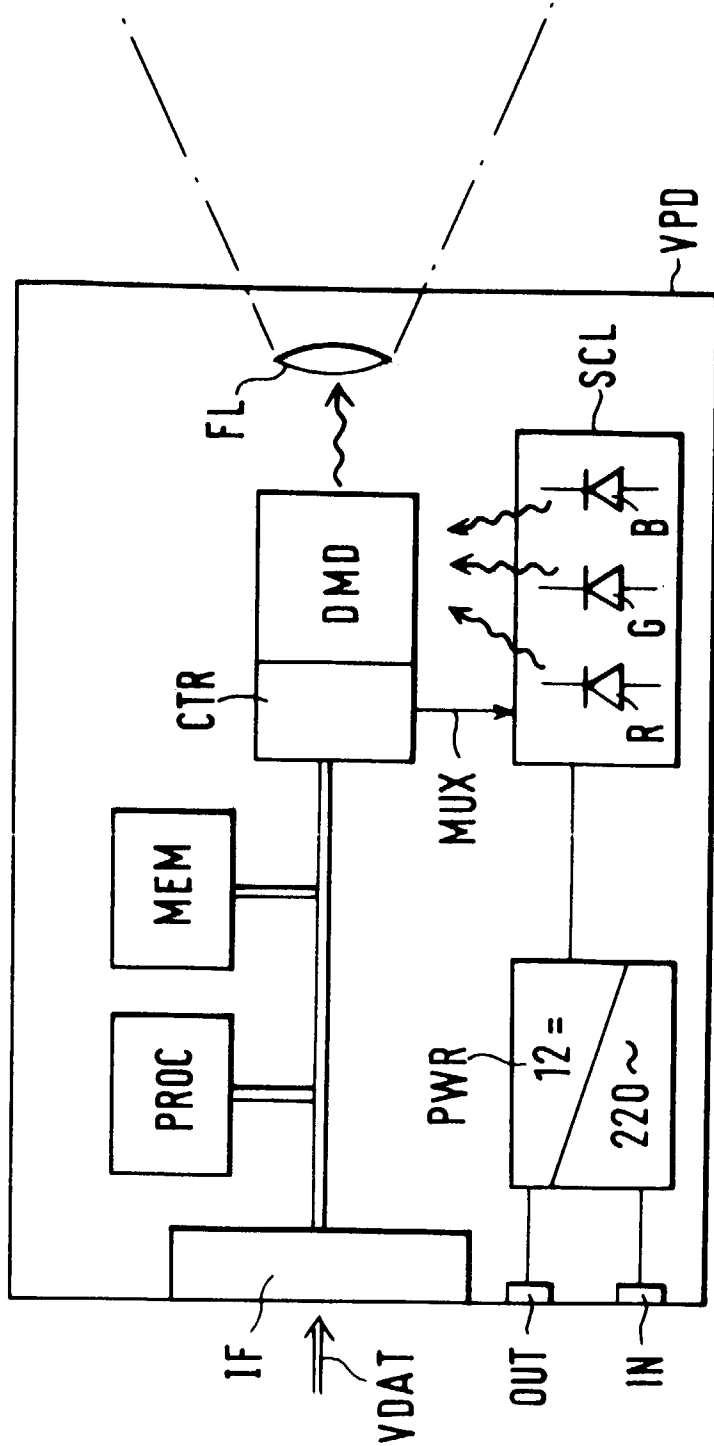 FL
VPD
CTR
DMD
SCL
MEM
MUX
R
G
B
PROC
PWR
12 =
220 ~
IF
VDAT
OUT
IN